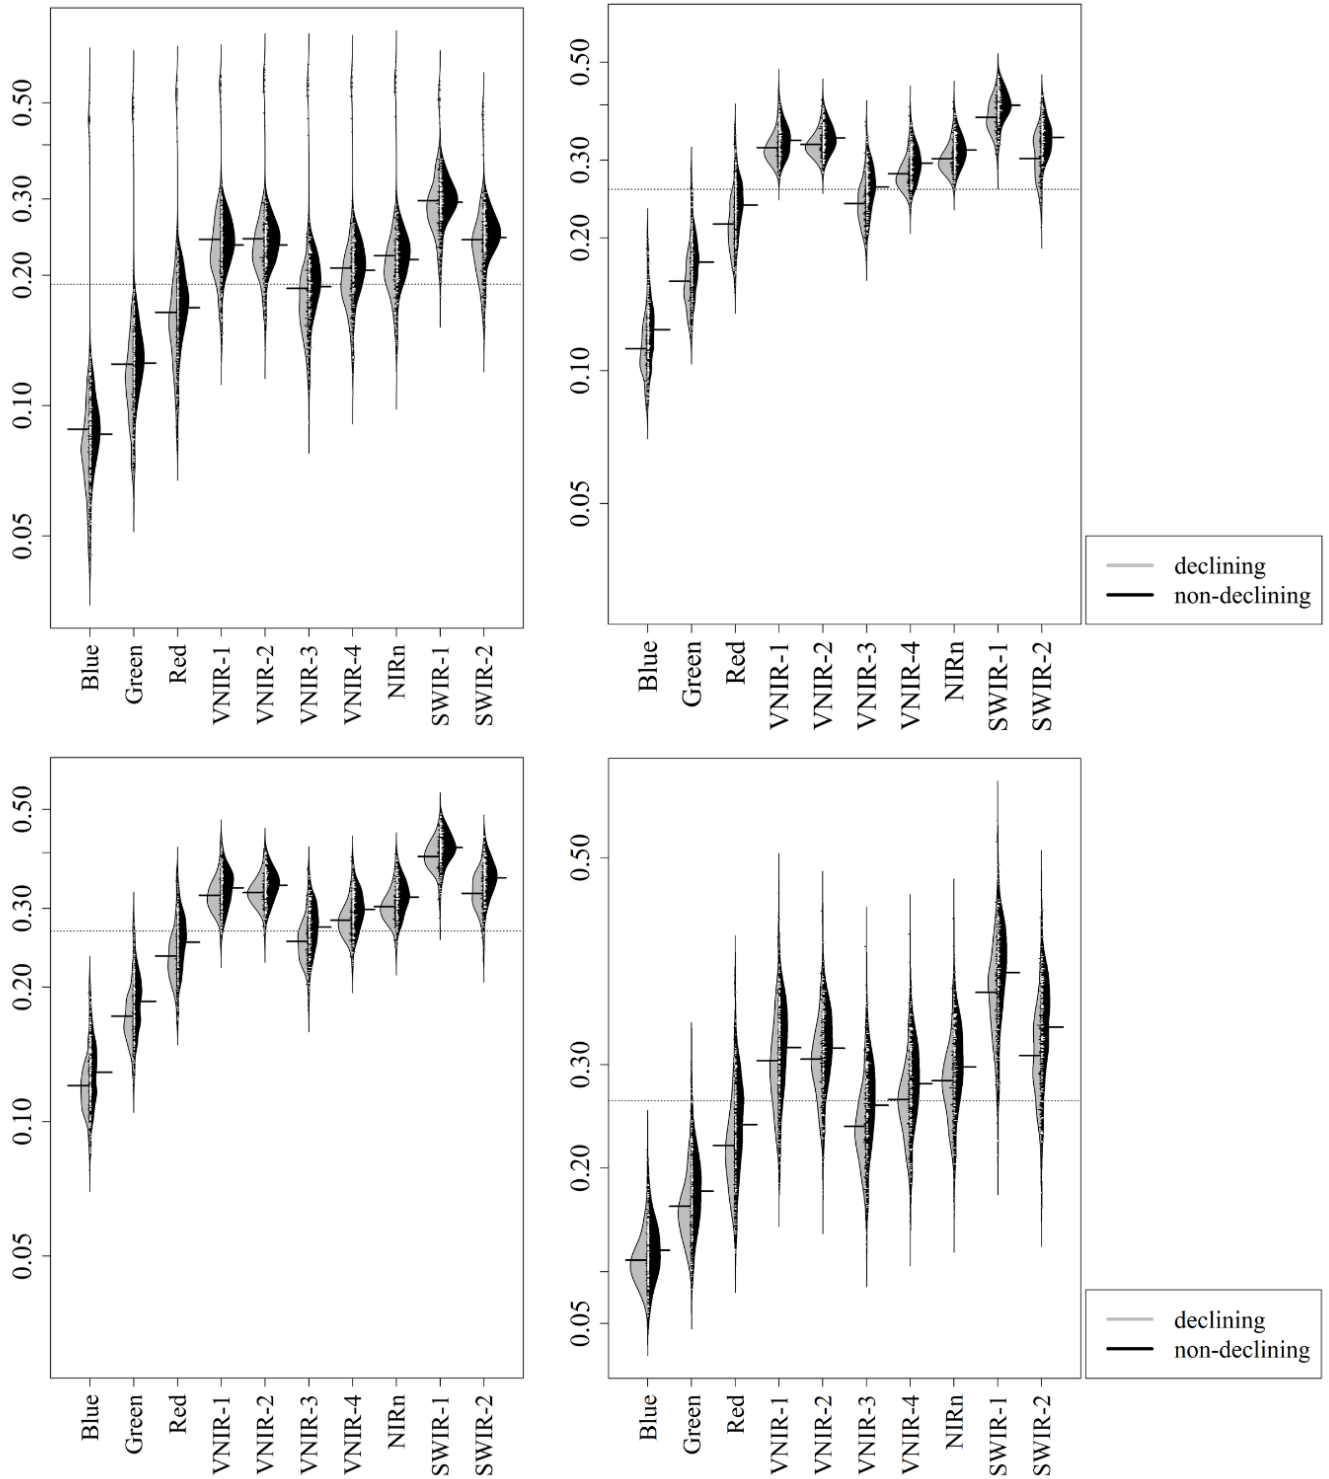 0.50
0.30
0.20
0.10
0.05
Blue
Green
Red
VNIR-1
VNIR-2
VNIR-3
VNIR-4
NIRn
SWIR-1
SWIR-2
0.50
0.30
0.20
0.10
0.05
Blue
Green
Red
VNIR-1
VNIR-2
VNIR-3
VNIR-4
NIRn
SWIR-1
SWIR-2
declining
non-declining
0.50
0.30
0.20
0.10
0.05
Blue
Green
Red
VNIR-1
VNIR-2
VNIR-3
VNIR-4
NIRn
SWIR-1
SWIR-2
0.50
0.30
0.20
0.05
Blue
Green
Red
VNIR-1
VNIR-2
VNIR-3
VNIR-4
NIRn
SWIR-1
SWIR-2
declining
non-declining